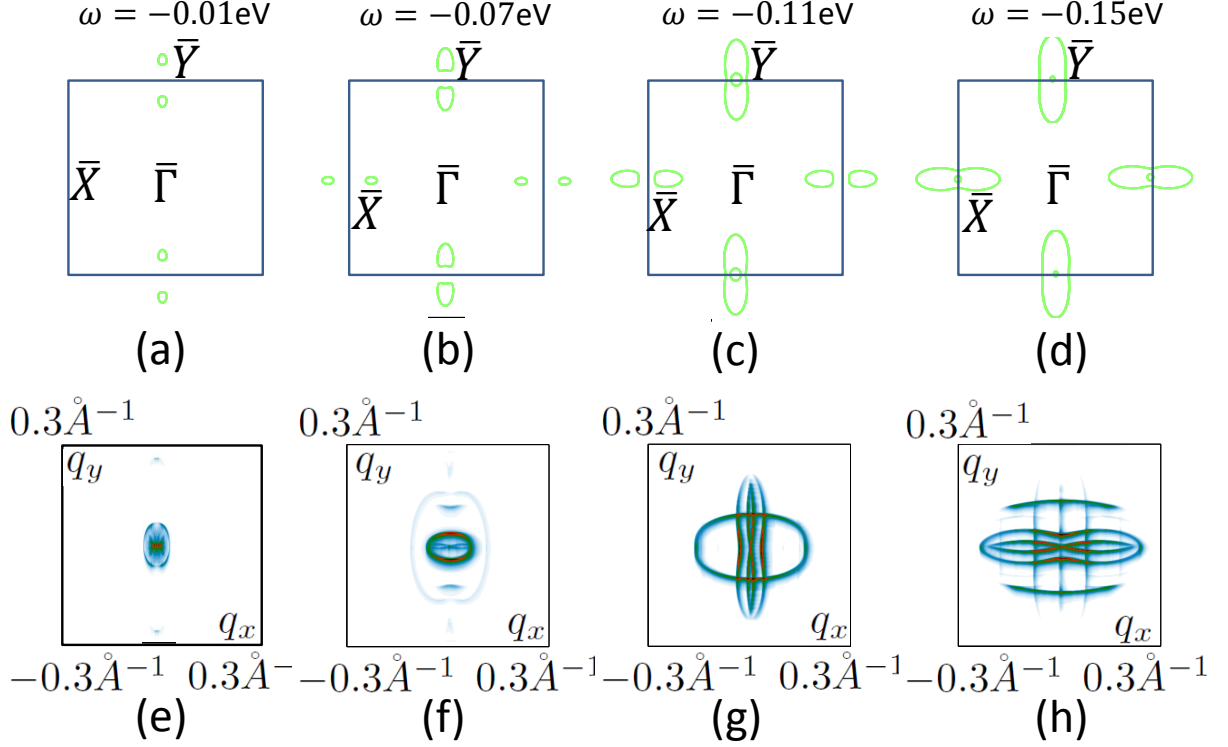 ω = −0.01eV ω = −0.07eV ω = −0.11eV ω = −0.15eV
Ȳ Ȳ Ȳ Ȳ
X̄ Γ̄ X̄ Γ̄ X̄ Γ̄ X̄ Γ̄
(a) (b) (c) (d)
0.3Å⁻¹ 0.3Å⁻¹ 0.3Å⁻¹ 0.3Å⁻¹
q_y q_y q_y q_y
q_x q_x q_x q_x
−0.3Å⁻¹ 0.3Å⁻ −0.3Å⁻¹ 0.3Å⁻¹ −0.3Å⁻¹ 0.3Å⁻¹ −0.3Å⁻¹ 0.3Å⁻¹
(e) (f) (g) (h)